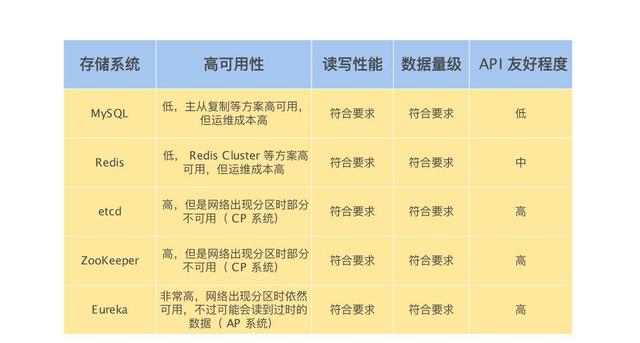 存储系统 高可用性 读写性能 数据量级 API 友好程度
MySQL
低，主从复制等方案高可用，
但运维成本高
符合要求 符合要求 低
Redis
低， Redis Cluster 等方案高
可用，但运维成本高
符合要求 符合要求 中
etcd
高，但是网络出现分区时部分
不可用（ CP 系统）
符合要求 符合要求 高
ZooKeeper
高，但是网络出现分区时部分
不可用（ CP 系统）
符合要求 符合要求 高
Eureka
非常高，网络出现分区时依然
可用，不过可能会读到过时的
数据（ AP 系统）
符合要求 符合要求 高